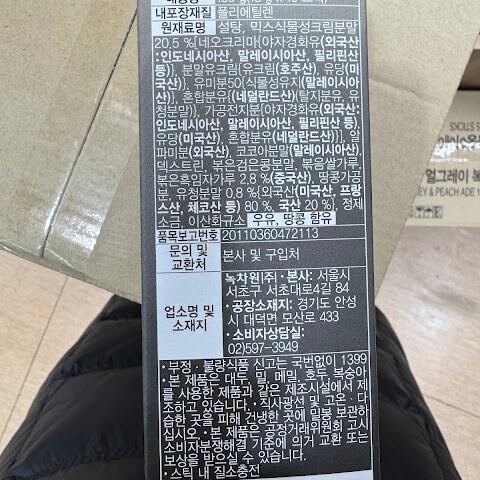 내포장재질 폴리에틸렌
원재료명 설탕, 믹스식물성크림분말
20.5 %[네오크리마{야자경화유(외국산
:인도네시아산, 말레이시아산, 필리핀산
등)}, 분말유크림{유크림(호주산), 유당(미
국산)}, 유미분50{식물성유지(말레이시아
산), 혼합분유((네덜란드산)(탈지분유, 유
청분말)}, 가공전지분{야자경화유(외국산:
인도네시아산, 말레이시아산, 필리핀산 등),
유당(미국산), 혼합분유(네덜란드산)}], 알
파미분(외국산), 코코아분말(말레이시아산),
덱스트린, 볶은검은콩분말, 볶음쌀가루,
볶은흑임자가루 2.8 %(중국산), 땅콩가공
분, 유청분말 0.8 %[외국산(미국산, 프랑
스산, 체코산 등) 80 %, 국산 20 %), 정제
소금, 이산화규소 우유, 땅콩 함유
품목보고번호 20110360472113
문의 및
교환처
본사 및 구입처
업소명 및
소재지
녹차원(주)·본사: 서울시
서초구 서초대로4길 84
·공장소재지: 경기도 안성
시 대덕면 모산로 433
·소비자상담실:
02)597-3949
·부정·불량식품 신고는 국번없이 1399
·본 제품은 대두, 밀, 메밀, 호두, 복숭아
를 사용한 제품과 같은 제조시설에서 제
조하고 있습니다.·직사광선 및 고온·다
습한 곳을 피해 건냉한 곳에 밀봉 보관하
십시오.·본 제품은 공정거래위원회 고시
소비자분쟁해결 기준에 의거 교환 또는
보상을 받으실 수 있습니다.
·스틱 내 질소충전
얼그레이 복
EY & PEACH ADE 1